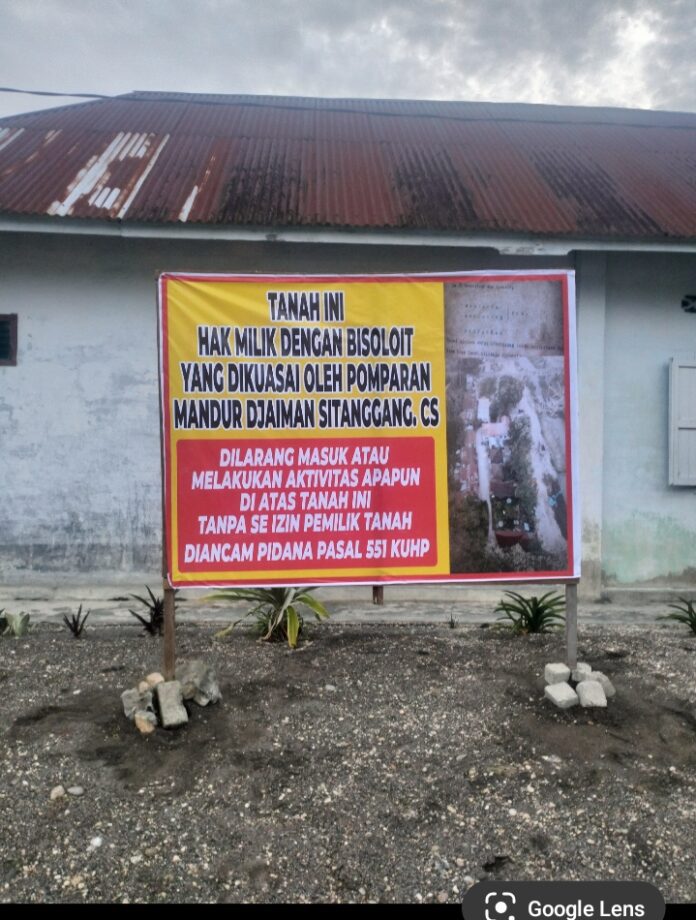 TANAH INI
HAK MILIK DENGAN BISOLOIT
YANG DIKUASAI OLEH POMPARAN
MANDUR DJAIMAN SITANGGANG. CS
DILARANG MASUK ATAU
MELAKUKAN AKTIVITAS APAPUN
DI ATAS TANAH INI
TANPA SE IZIN PEMILIK TANAH
DIANCAM PIDANA PASAL 551 KUHP
Google Lens